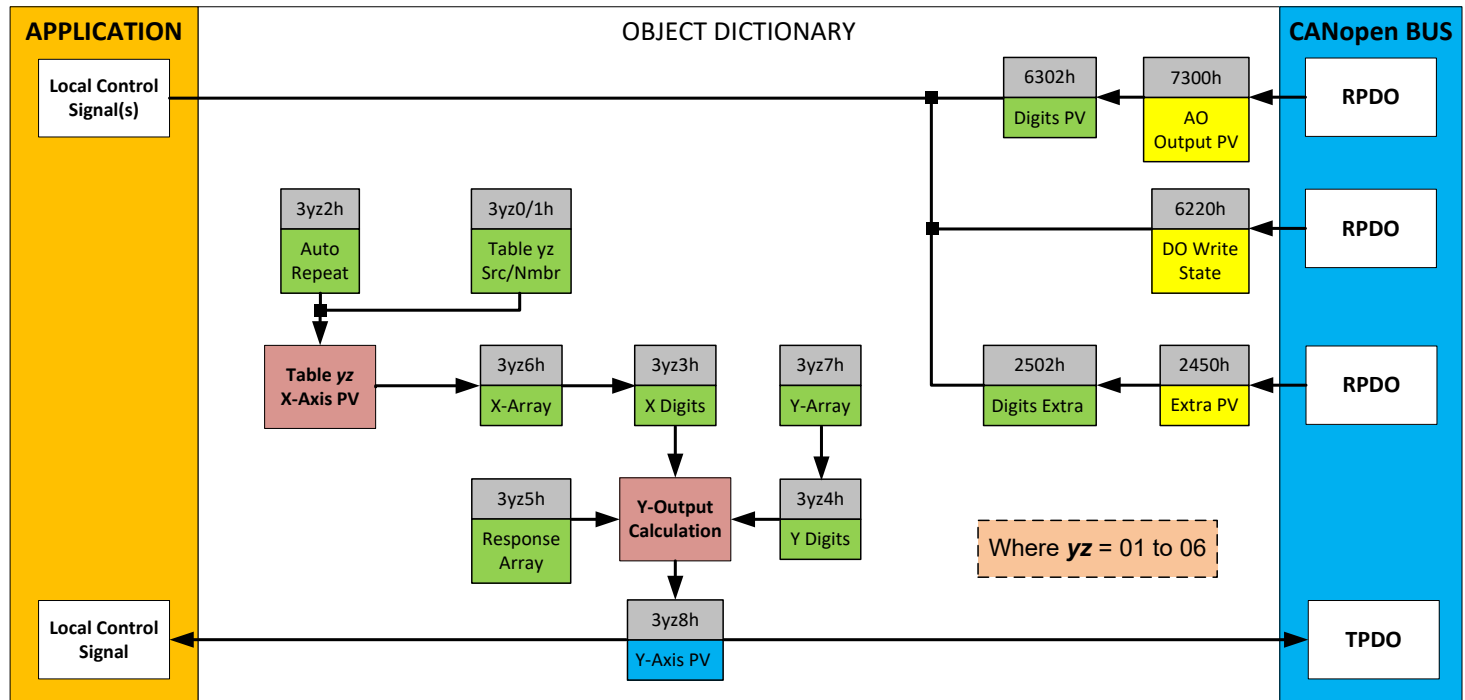 APPLICATION
OBJECT DICTIONARY
CANopen BUS
Local Control
Signal(s)
6302h
Digits PV
7300h
AO
Output PV
RPDO
3yz2h
Auto
Repeat
3yz0/1h
Table yz
Src/Nmbr
6220h
DO Write
State
RPDO
Table yz
X-Axis PV
3yz6h
X-Array
3yz3h
X Digits
3yz7h
Y-Array
2502h
Digits Extra
2450h
Extra PV
RPDO
3yz5h
Response
Array
Y-Output
Calculation
3yz4h
Y Digits
Where yz = 01 to 06
Local Control
Signal
3yz8h
Y-Axis PV
TPDO